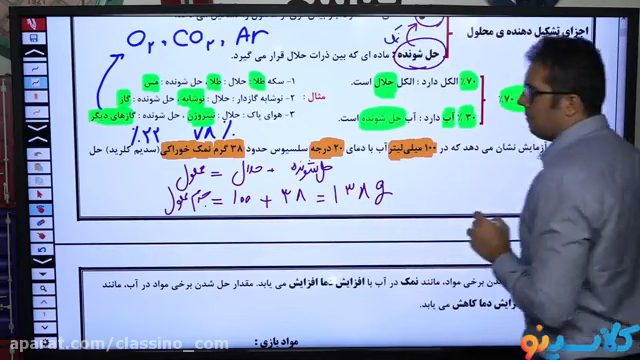 اجزای تشکیل دهنده ی محلول
حل شونده : ماده ای که بین ذرات حلال قرار می گیرد.
نمک
O۲ , CO۲ , Ar
۷۰٪ الکل دارد : الکل حلال است.
۳۰٪ آب دارد : آب حل شونده است.
۷۰٪
مثال :
۱- سکه طلا : حلال : طلا ، حل شونده : مس
۲- نوشابه گازدار : حلال : نوشابه ، حل شونده : گاز
۳- هوای پاک : حلال : نیتروژن ، حل شونده : گازهای دیگر
۷۸٪ ۲۲٪
آزمایش نشان می دهد که در ۱۰۰ میلی‌لیتر آب با دمای ۲۰ درجه سلسیوس حدود ۳۸ گرم نمک خوراکی (سدیم کلرید) حل
حل شونده + حلال = محلول
جرم محلول = ۱۰۰ + ۳۸ = ۱۳۸ g
شدن برخی مواد، مانند نمک در آب با افزایش دما افزایش می یابد. مقدار حل شدن برخی مواد در آب، مانند
افزایش دما کاهش می یابد.
مواد بازی :
aparat.com/classino_com
کلاسینو